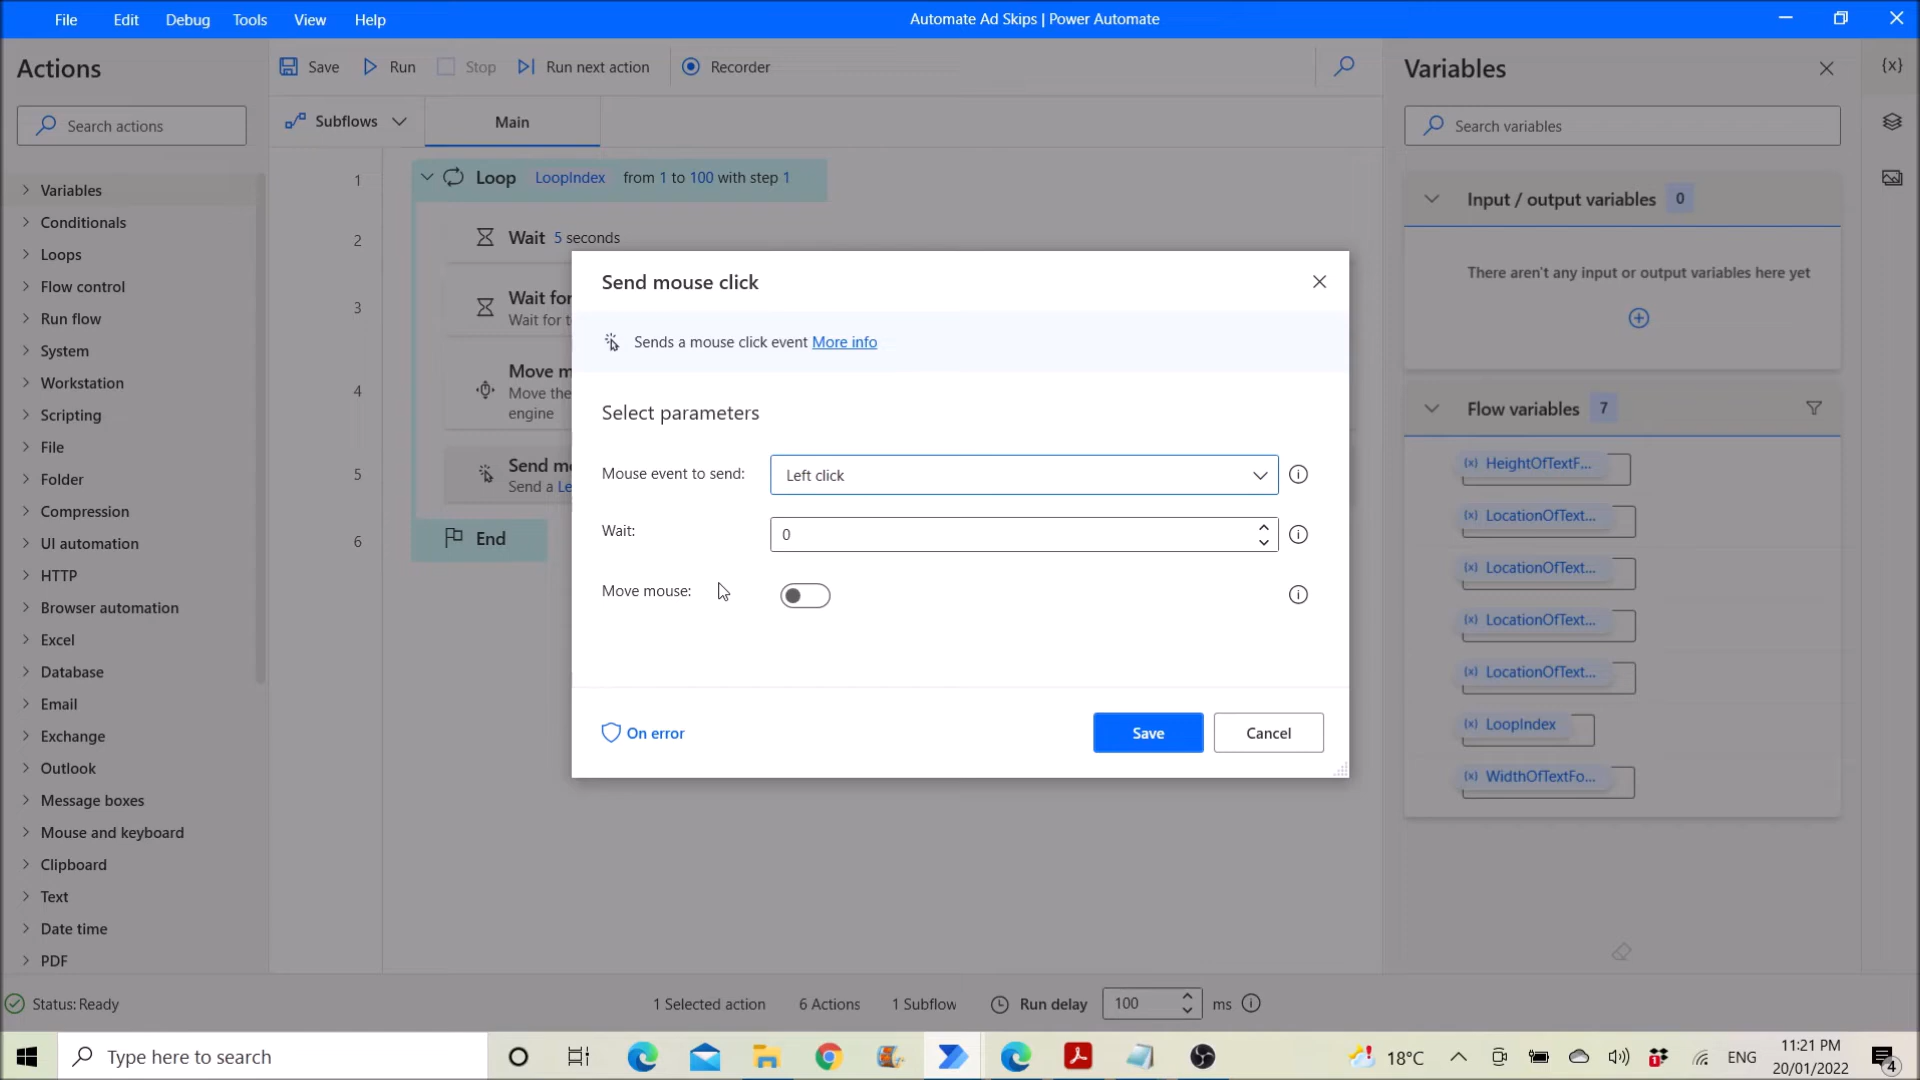 File Edit Debug Tools View Help
Automate Ad Skips | Power Automate
Actions
Search actions
Variables
Conditionals
Loops
Flow control
Run flow
System
Workstation
Scripting
File
Folder
Compression
UI automation
HTTP
Browser automation
Excel
Database
Email
Exchange
Outlook
Message boxes
Mouse and keyboard
Clipboard
Text
Date time
PDF
Save Run Stop Run next action Recorder
Subflows Main
1 Loop LoopIndex from 1 to 100 with step 1
2 Wait 5 seconds
3 Wait for
Wait for t
4 Move m
Move the
engine
5 Send m
Send a Le
6 End
Send mouse click
Sends a mouse click event More info
Select parameters
Mouse event to send: Left click
Wait: 0
Move mouse:
On error Save Cancel
Variables
{x}
Search variables
Input / output variables 0
There aren't any input or output variables here yet
Flow variables 7
{x} HeightOfTextF...
{x} LocationOfText...
{x} LocationOfText...
{x} LocationOfText...
{x} LocationOfText...
{x} LoopIndex
{x} WidthOfTextFo...
Status: Ready 1 Selected action 6 Actions 1 Subflow Run delay 100 ms
Type here to search
18°C ENG
11:21 PM
20/01/2022
4